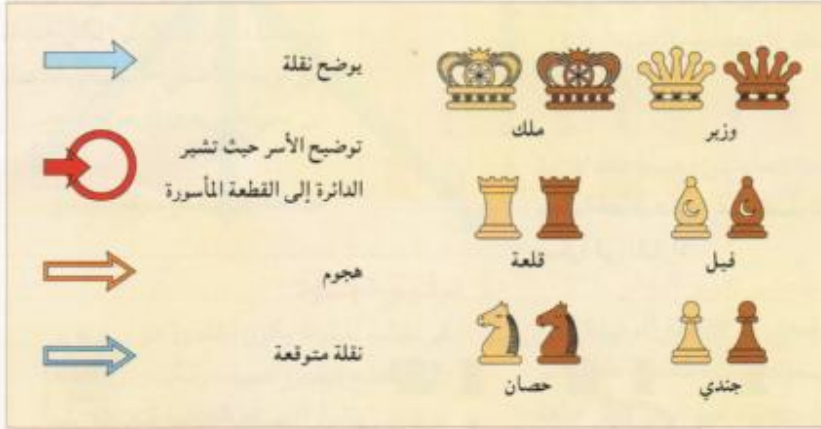 وزير
ملك
فيل
قلعة
جندي
حصان
يوضح نقلة
توضيح الأسر حيث تشير
الدائرة إلى القطعة المأسورة
هجوم
نقلة متوقعة